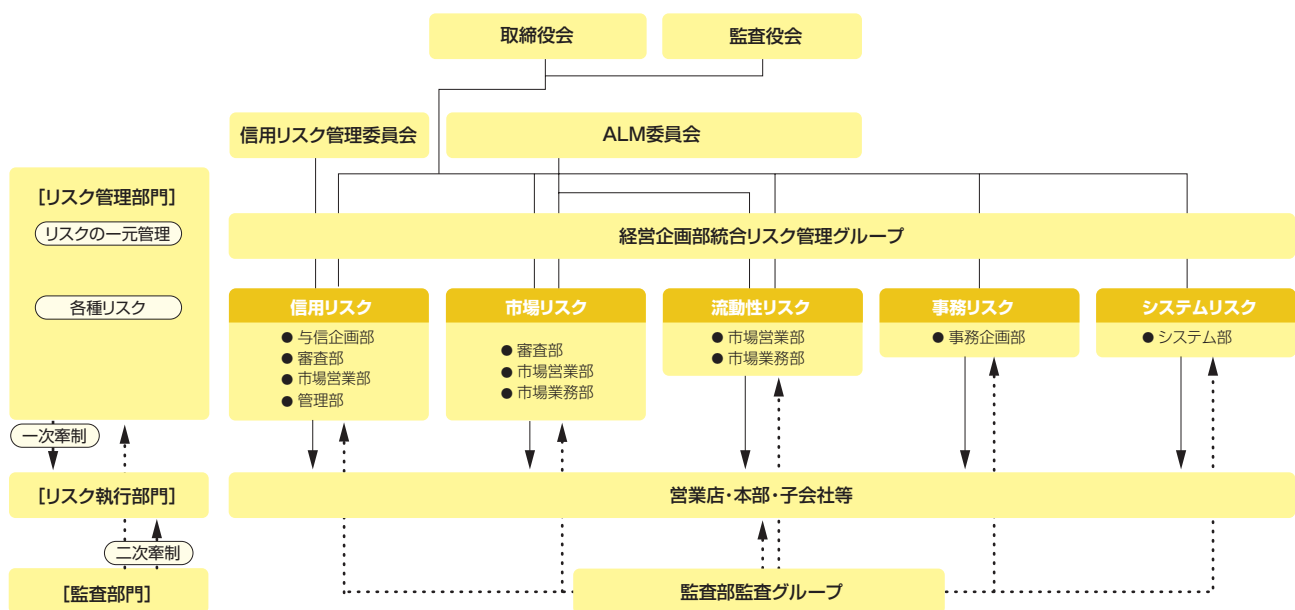 取締役会
監査役会
信用リスク管理委員会
ALM委員会
[リスク管理部門]
リスクの一元管理
経営企画部統合リスク管理グループ
各種リスク
信用リスク
● 与信企画部
● 審査部
● 市場営業部
● 管理部
市場リスク
● 審査部
● 市場営業部
● 市場業務部
流動性リスク
● 市場営業部
● 市場業務部
事務リスク
● 事務企画部
システムリスク
● システム部
一次牽制
[リスク執行部門]
営業店・本部・子会社等
二次牽制
[監査部門]
監査部監査グループ